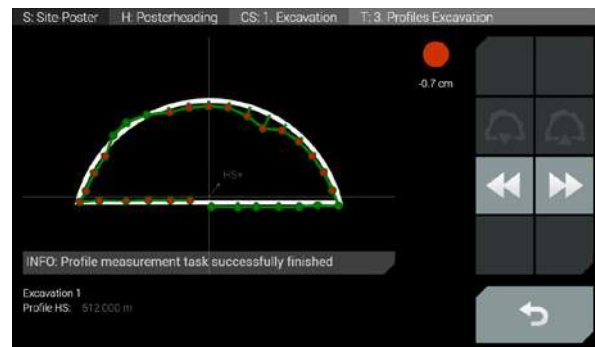 S: Site-Poster H: Posterheading CS: 1. Excavation T: 3. Profiles Excavation
-0.7 cm
HS+
INFO: Profile measurement task successfully finished
Excavation 1
Profile HS: 512.000 m